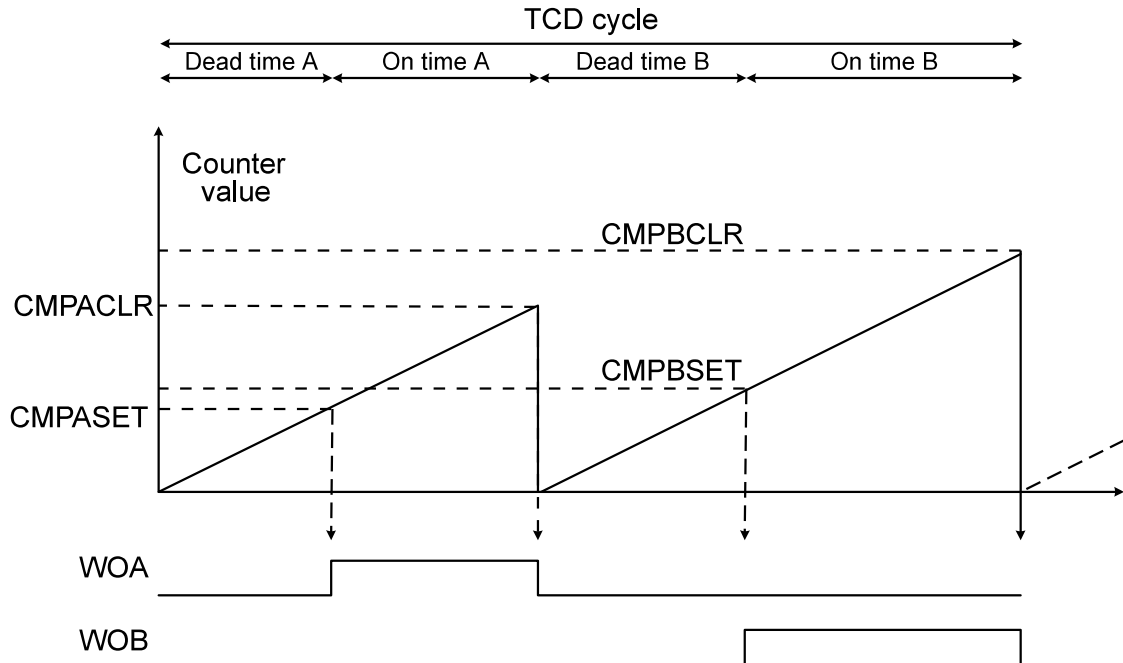 TCD cycle
Dead time A
On time A
Dead time B
On time B
Counter
value
CMPBCLR
CMPACLR
CMPBSET
CMPASET
WOA
WOB